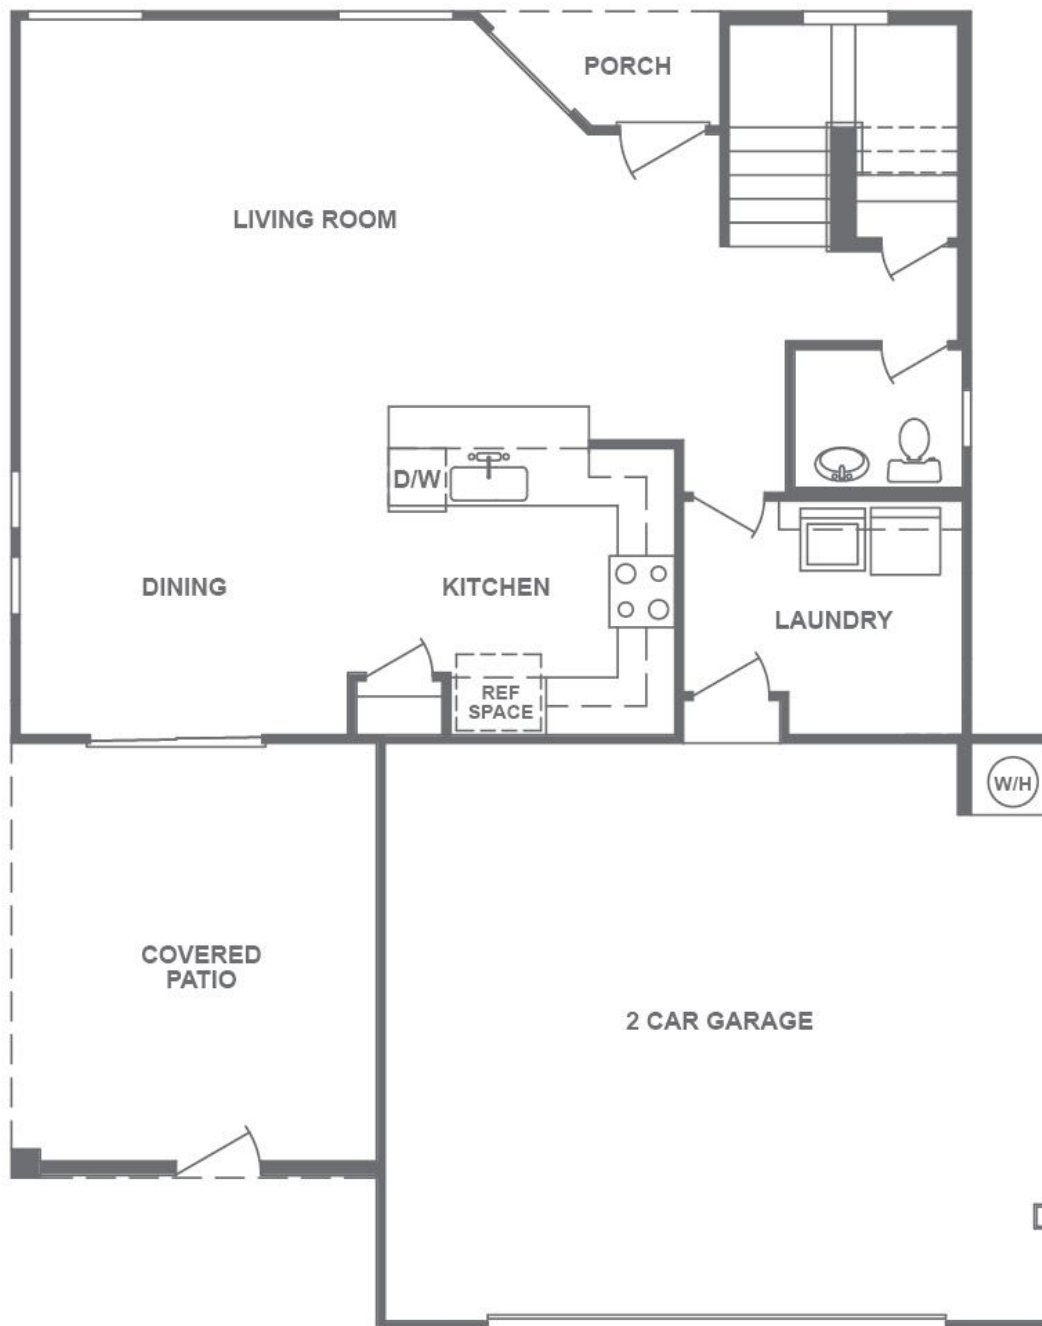 PORCH
LIVING ROOM
D/W
DINING
KITCHEN
LAUNDRY
REF
SPACE
W/H
COVERED
PATIO
2 CAR GARAGE